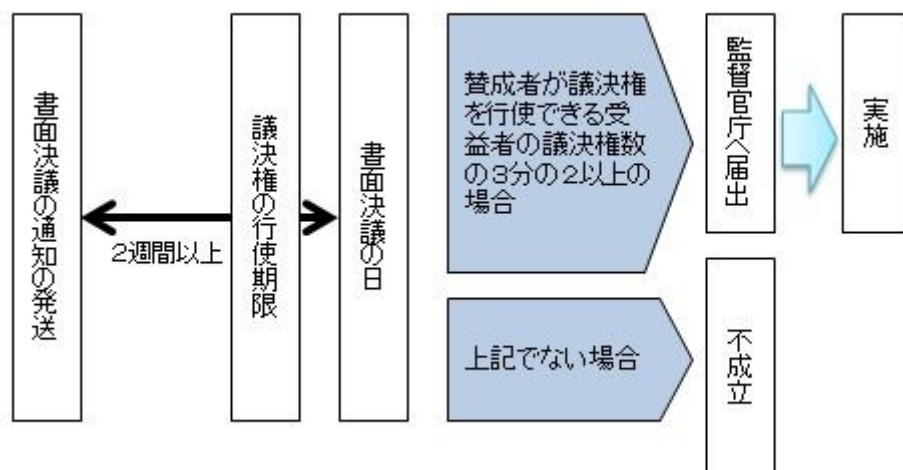 書面決議の通知の発送
2週間以上
議決権の行使期限
書面決議の日
賛成者が議決権
を行使できる受
益者の議決権数
の3分の2以上の
場合
監督官庁へ届出
実施
上記でない場合
不成立